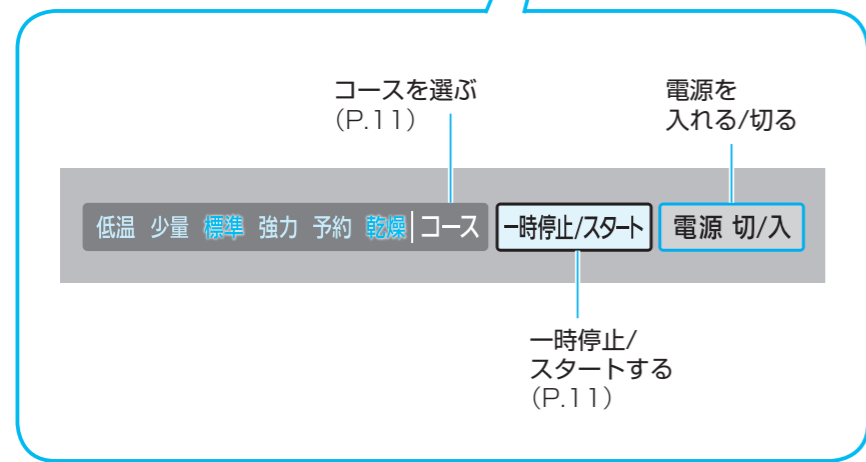 コースを選ぶ
（P.11）
電源を
入れる/切る
低温 少量 標準 強力 予約 乾燥 コース 一時停止/スタート 電源 切/入
一時停止/
スタートする
（P.11）